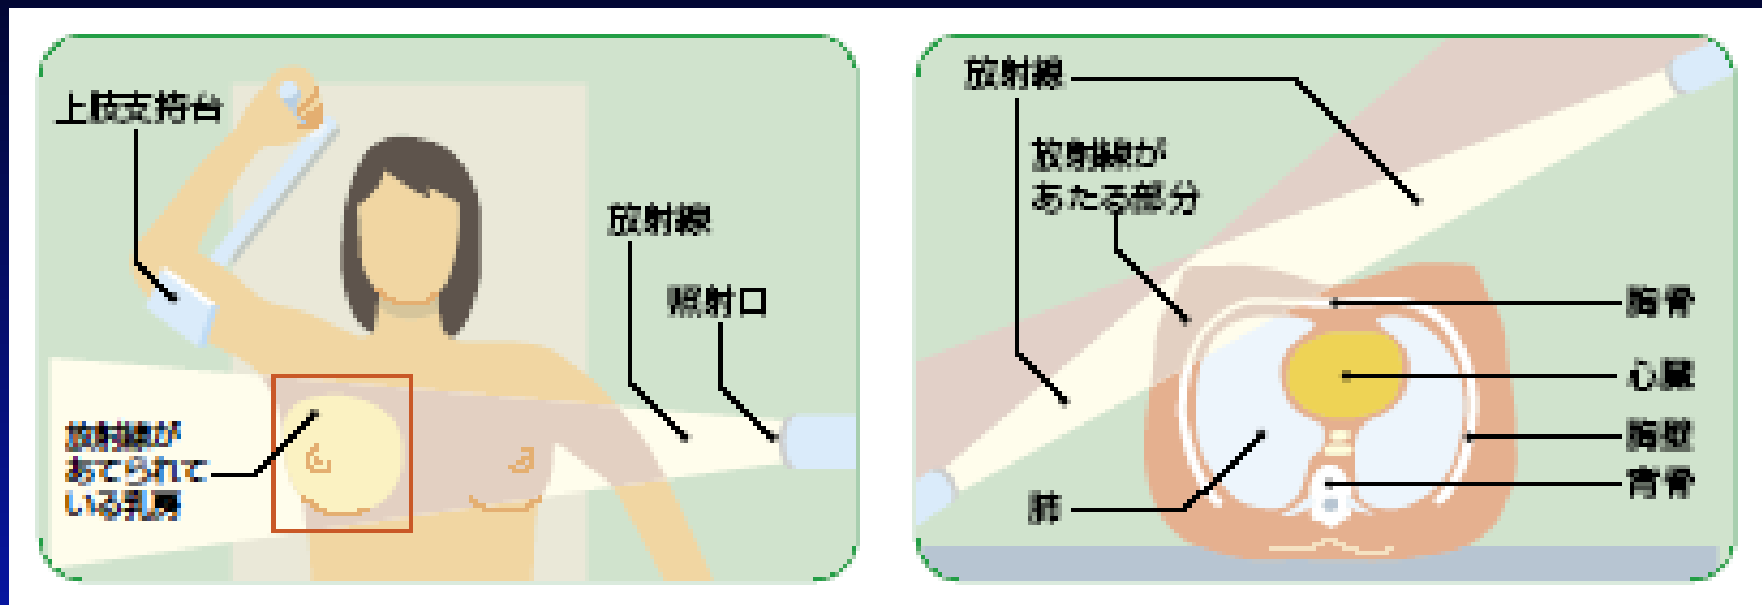 上肢支持台
放射線
照射口
放射線が
あてられて
いる乳房
放射線
放射線が
あたる部分
胸骨
心臓
胸壁
背骨
肺